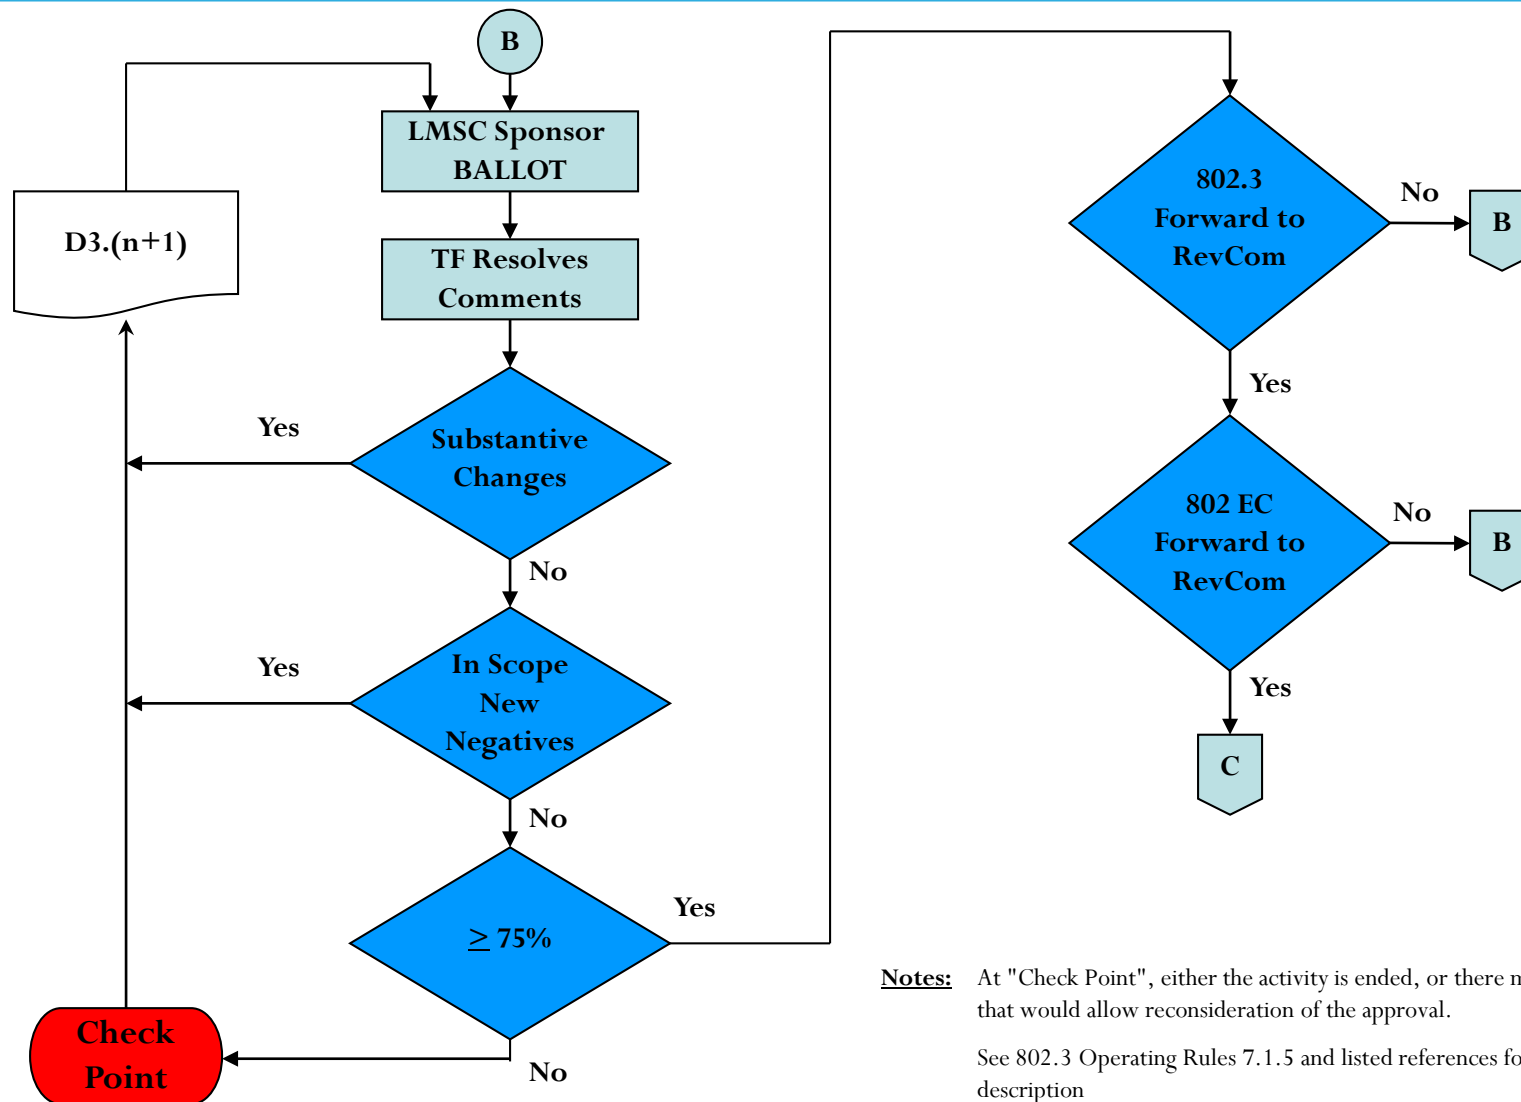 B
LMSC Sponsor
BALLOT
D3.(n+1)
TF Resolves
Comments
Yes
Substantive
Changes
No
Yes
In Scope
New
Negatives
No
≥ 75%
Yes
Check
Point
No
802.3
Forward to
RevCom
No
B
Yes
802 EC
Forward to
RevCom
No
B
Yes
C
Notes: At "Check Point", either the activity is ended, or there
that would allow reconsideration of the approval.
See 802.3 Operating Rules 7.1.5 and listed references
description